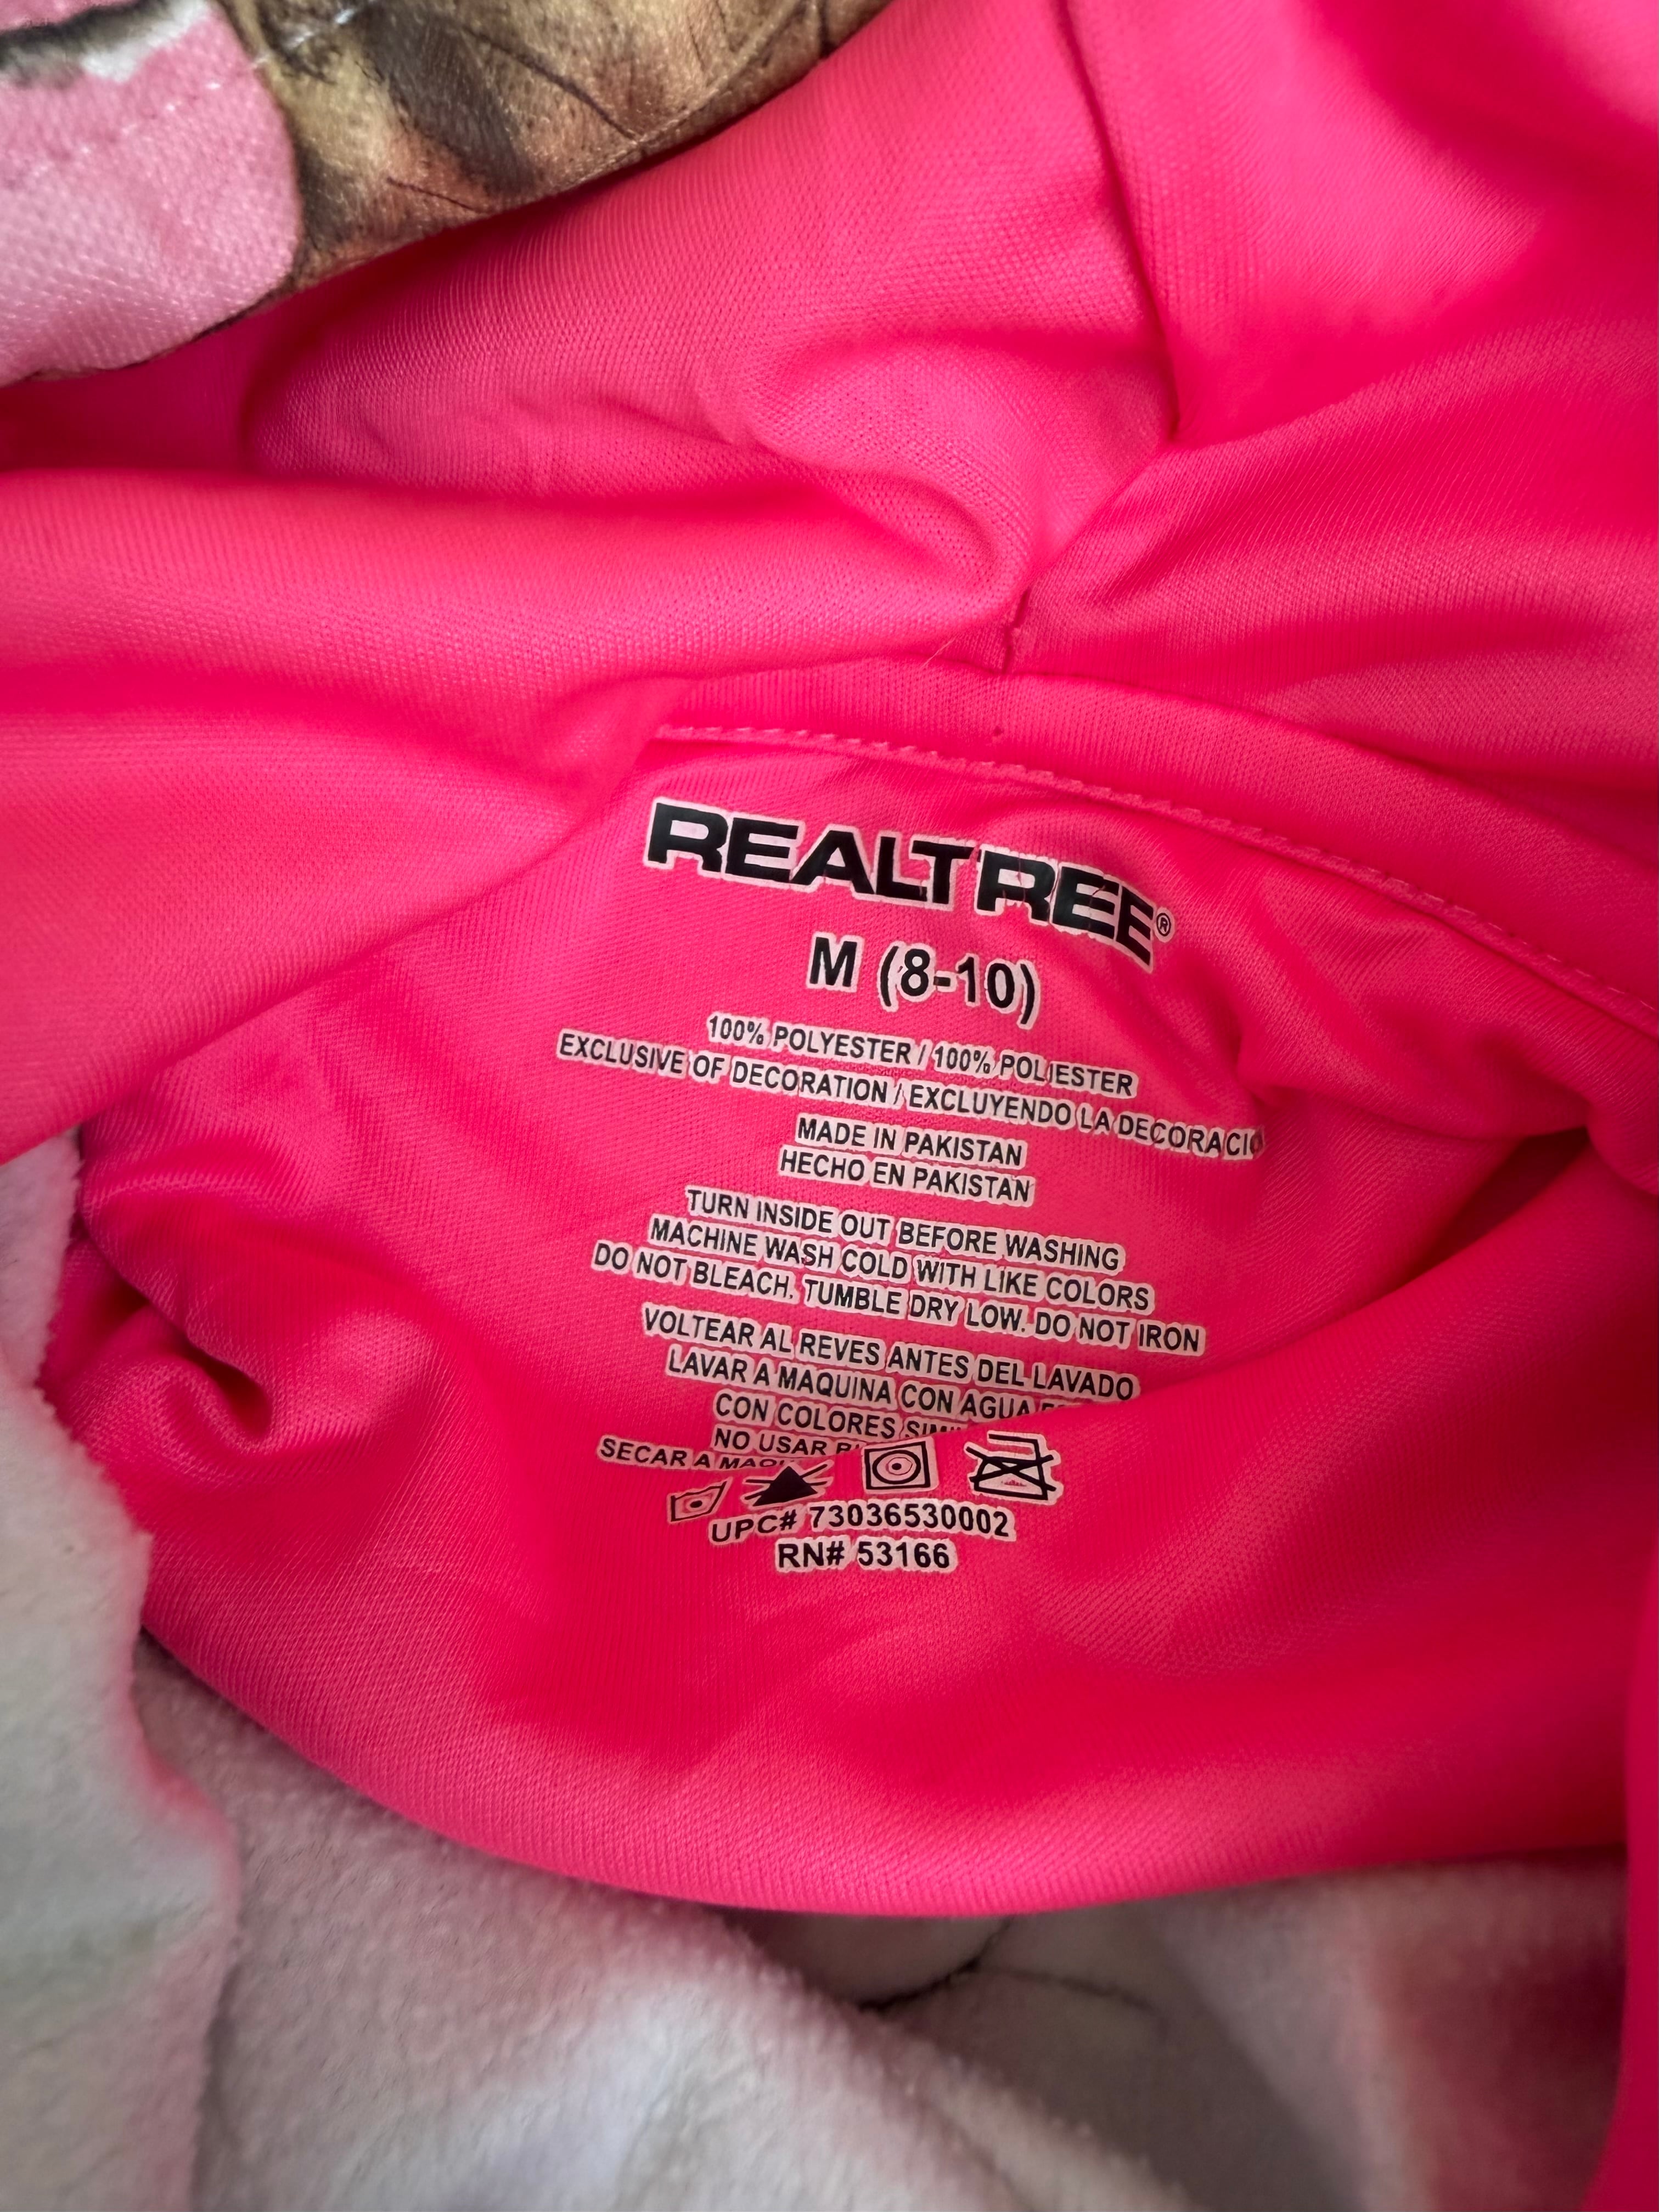 REALTREE®
M (8-10)
100% POLYESTER / 100% POLIESTER
EXCLUSIVE OF DECORATION / EXCLUYENDO LA
MADE IN PAKISTAN
HECHO EN PAKISTAN
TURN INSIDE OUT BEFORE WASHING
MACHINE WASH COLD WITH LIKE COLORS
DO NOT BLEACH. TUMBLE DRY LOW. DO NOT IRON
VOLTEAR AL REVES ANTES DEL LAVADO
LAVAR A MAQUINA CON AGUA
CON COLORES
NO USAR
SECAR A
UPC# 73036530002
RN# 53166